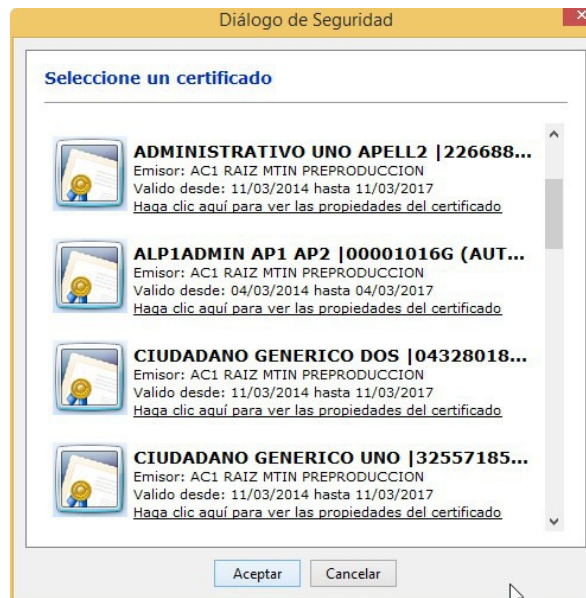 Diálogo de Seguridad
Seleccione un certificado
ADMINISTRATIVO UNO APELL2 |226688...
Emisor: AC1 RAIZ MTIN PREPRODUCCION
Valido desde: 11/03/2014 hasta 11/03/2017
Haga clic aquí para ver las propiedades del certificado
ALP1ADMIN AP1 AP2 |00001016G (AUT...
Emisor: AC1 RAIZ MTIN PREPRODUCCION
Valido desde: 04/03/2014 hasta 04/03/2017
Haga clic aquí para ver las propiedades del certificado
CIUDADANO GENERICO DOS |04328018...
Emisor: AC1 RAIZ MTIN PREPRODUCCION
Valido desde: 11/03/2014 hasta 11/03/2017
Haga clic aquí para ver las propiedades del certificado
CIUDADANO GENERICO UNO |32557185...
Emisor: AC1 RAIZ MTIN PREPRODUCCION
Valido desde: 11/03/2014 hasta 11/03/2017
Haga clic aquí para ver las propiedades del certificado
Aceptar Cancelar